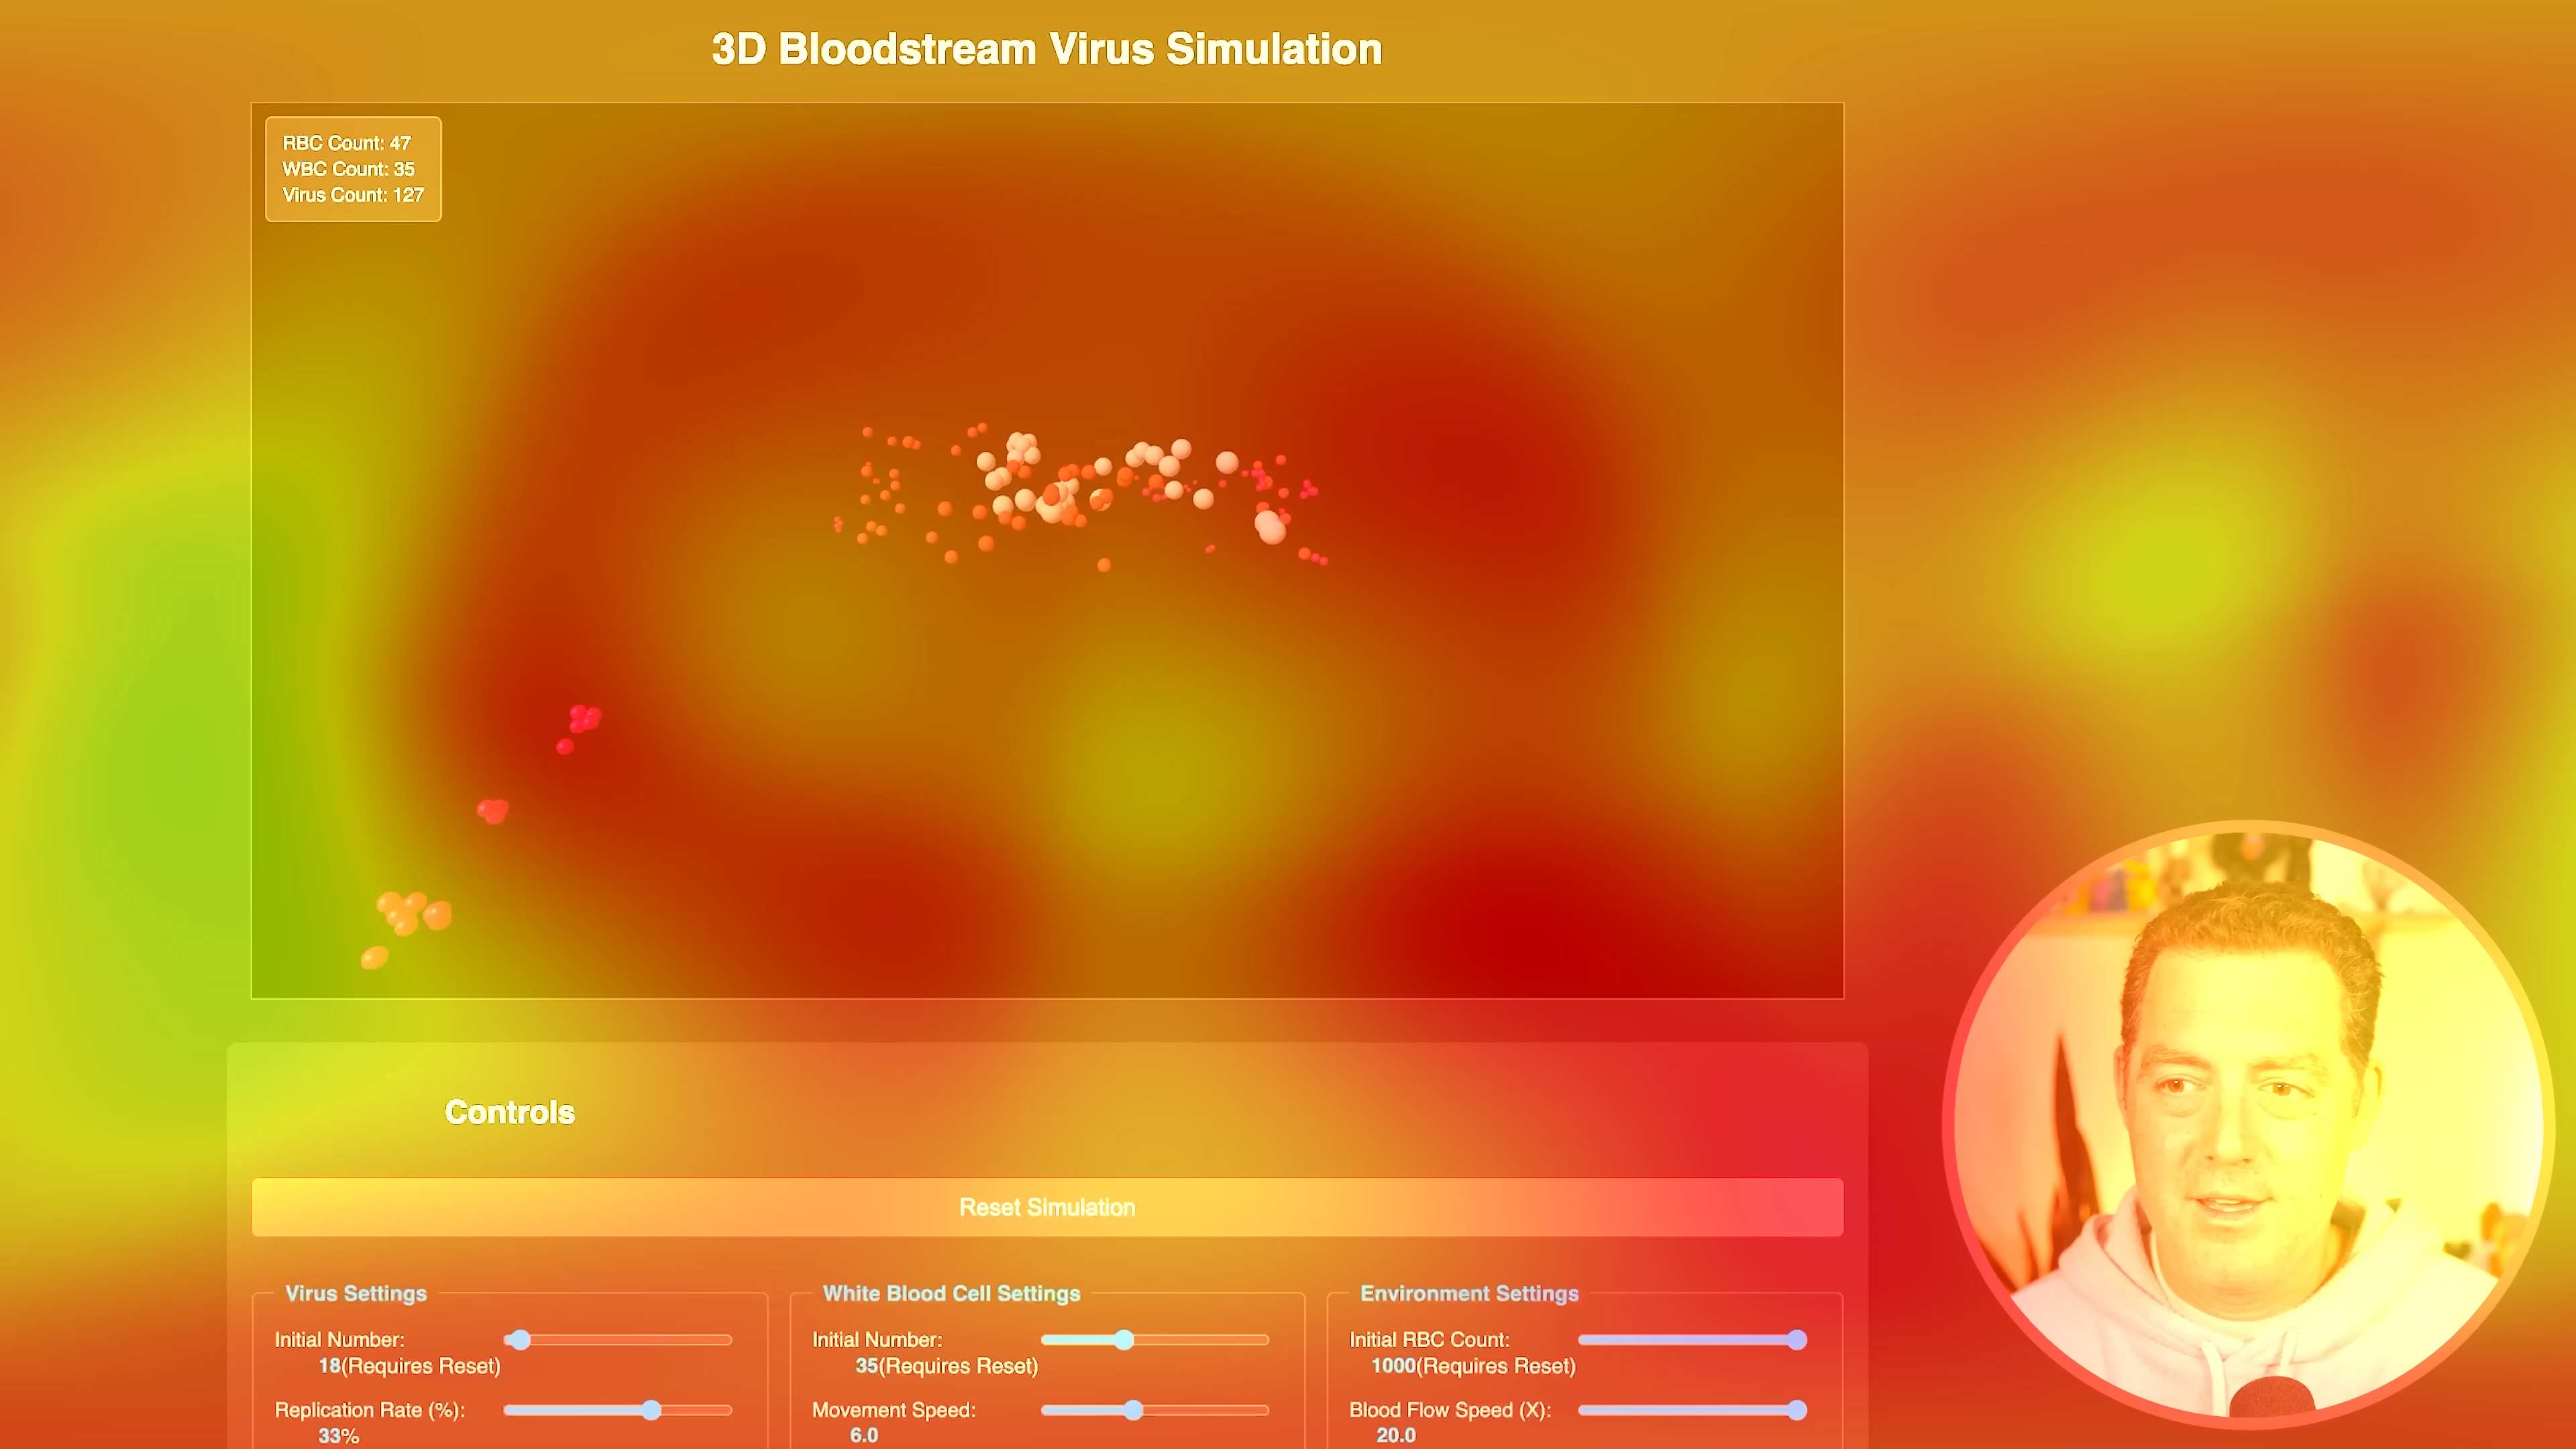 3D Bloodstream Virus Simulation
RBC Count: 47
WBC Count: 35
Virus Count: 127
Controls
Reset Simulation
Virus Settings
Initial Number:
18(Requires Reset)
Replication Rate (%):
33%
White Blood Cell Settings
Initial Number:
35(Requires Reset)
Movement Speed:
6.0
Environment Settings
Initial RBC Count:
1000(Requires Reset)
Blood Flow Speed (X):
20.0